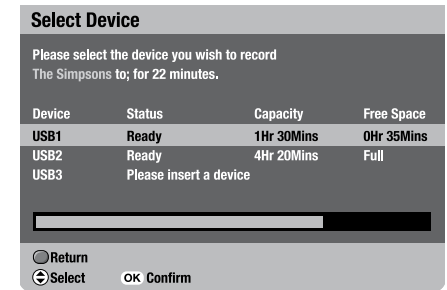 Select Device
Please select the device you wish to record
The Simpsons to; for 22 minutes.
Device Status Capacity Free Space
USB1 Ready 1Hr 30Mins 0Hr 35Mins
USB2 Ready 4Hr 20Mins Full
USB3 Please insert a device
Return
Select OK Confirm